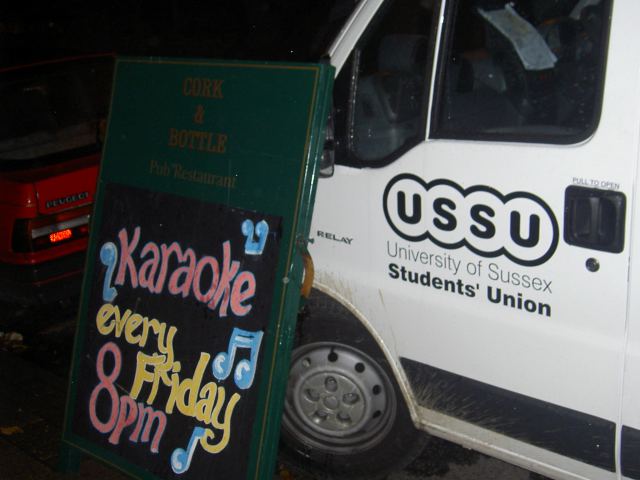 CORK
&
BOTTLE
Pub Restaurant
Karaoke
every
Friday
8pm
PEUGEOT
RELAY
USSU
University of Sussex
Students' Union
PULL TO OPEN